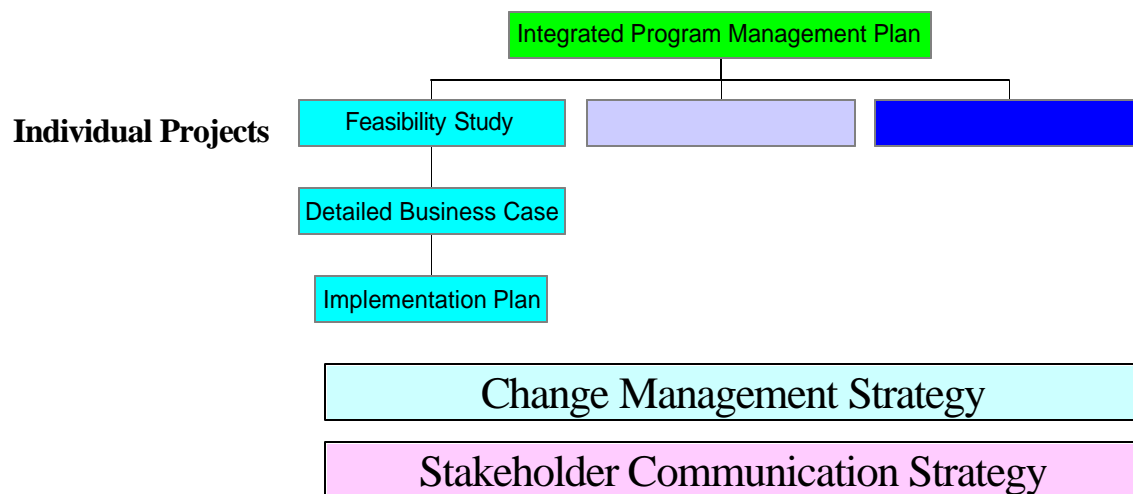 Integrated Program Management Plan
Individual Projects
Feasibility Study
Detailed Business Case
Implementation Plan
Change Management Strategy
Stakeholder Communication Strategy